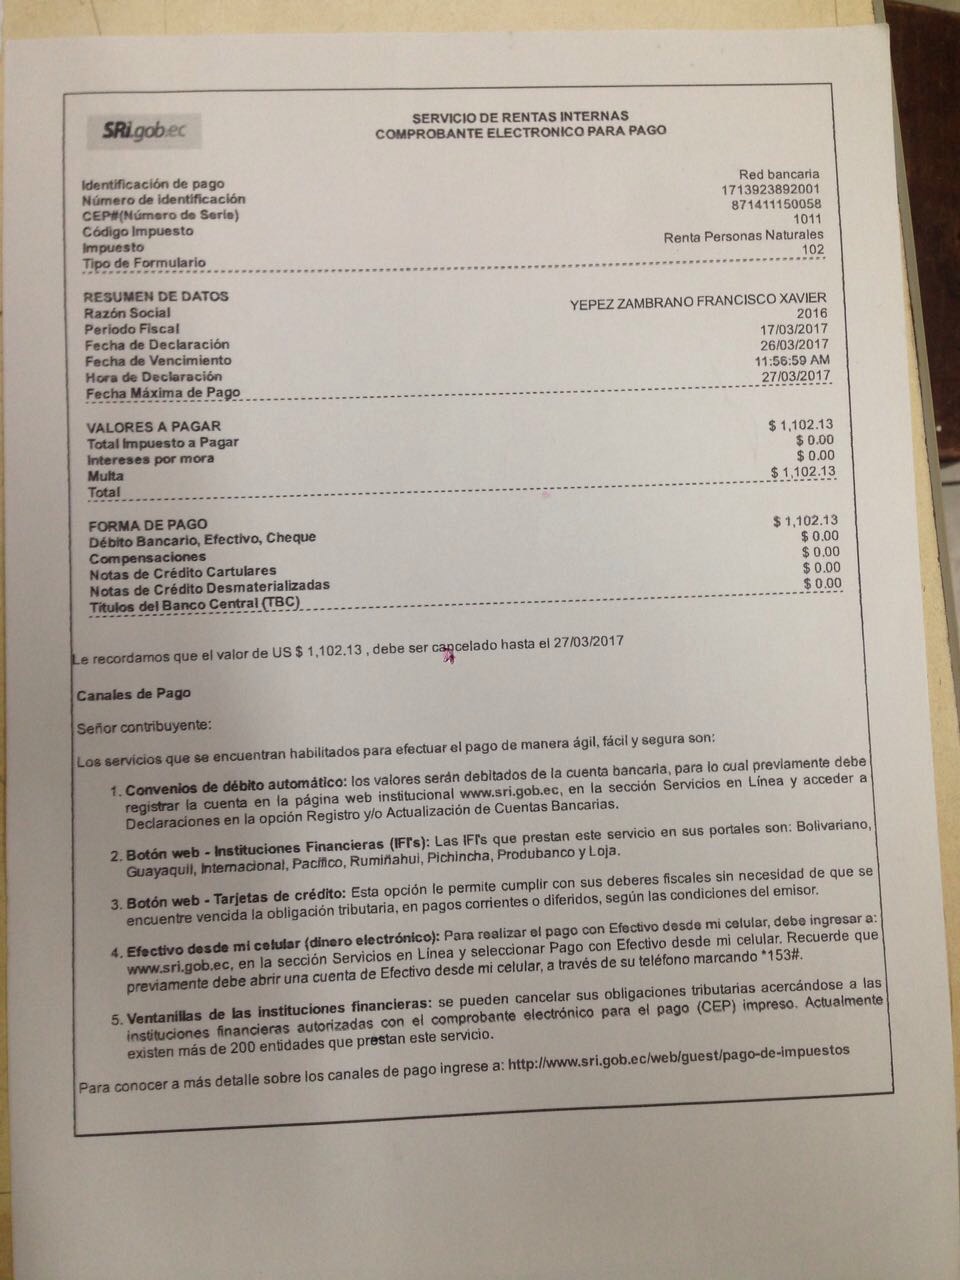 SRi.gob.ec
SERVICIO DE RENTAS INTERNAS
COMPROBANTE ELECTRONICO PARA PAGO
Identificación de pago Red bancaria
Número de identificación 1713923892001
CEP#(Número de Serie) 871411150058
Código Impuesto 1011
Impuesto Renta Personas Naturales
Tipo de Formulario 102
RESUMEN DE DATOS
Razón Social YEPEZ ZAMBRANO FRANCISCO XAVIER
Periodo Fiscal 2016
Fecha de Declaración 17/03/2017
Fecha de Vencimiento 26/03/2017
Hora de Declaración 11:56:59 AM
Fecha Máxima de Pago 27/03/2017
VALORES A PAGAR
Total Impuesto a Pagar $ 1,102.13
Intereses por mora $ 0.00
Multa $ 0.00
Total $ 1,102.13
FORMA DE PAGO
Débito Bancario, Efectivo, Cheque $ 1,102.13
Compensaciones $ 0.00
Notas de Crédito Cartulares $ 0.00
Notas de Crédito Desmaterializadas $ 0.00
Títulos del Banco Central (TBC) $ 0.00
Le recordamos que el valor de US $ 1,102.13 , debe ser cancelado hasta el 27/03/2017
Canales de Pago
Señor contribuyente:
Los servicios que se encuentran habilitados para efectuar el pago de manera ágil, fácil y segura son:
1. Convenios de débito automático: los valores serán debitados de la cuenta bancaria, para lo cual previamente debe
registrar la cuenta en la página web institucional www.sri.gob.ec, en la sección Servicios en Línea y acceder a
Declaraciones en la opción Registro y/o Actualización de Cuentas Bancarias.
2. Botón web - Instituciones Financieras (IFI's): Las IFI's que prestan este servicio en sus portales son: Bolivariano,
Guayaquil, Internacional, Pacífico, Rumiñahui, Pichincha, Produbanco y Loja.
3. Botón web - Tarjetas de crédito: Esta opción le permite cumplir con sus deberes fiscales sin necesidad de que se
encuentre vencida la obligación tributaria, en pagos corrientes o diferidos, según las condiciones del emisor.
4. Efectivo desde mi celular (dinero electrónico): Para realizar el pago con Efectivo desde mi celular, debe ingresar a:
www.sri.gob.ec, en la sección Servicios en Línea y seleccionar Pago con Efectivo desde mi celular. Recuerde que
previamente debe abrir una cuenta de Efectivo desde mi celular, a través de su teléfono marcando *153#.
5. Ventanillas de las instituciones financieras: se pueden cancelar sus obligaciones tributarias acercándose a las
instituciones financieras autorizadas con el comprobante electrónico para el pago (CEP) impreso. Actualmente
existen más de 200 entidades que prestan este servicio.
Para conocer a más detalle sobre los canales de pago ingrese a: http://www.sri.gob.ec/web/guest/pago-de-impuestos